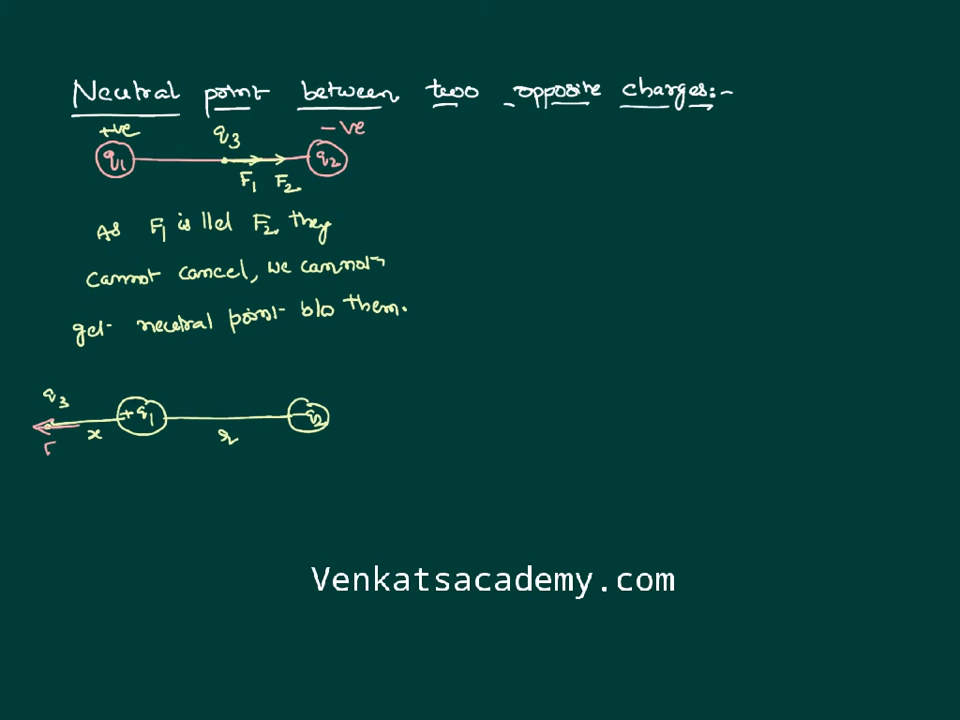 Neutral point between two opposite charges:-
+ve q3 -ve
q1 q2
F1 F2
As F1 is llel F2 they
cannot cancel, we cannot
get neutral point b/w them.
q3
+q1 -q2
x r
F
Venkatsacademy.com